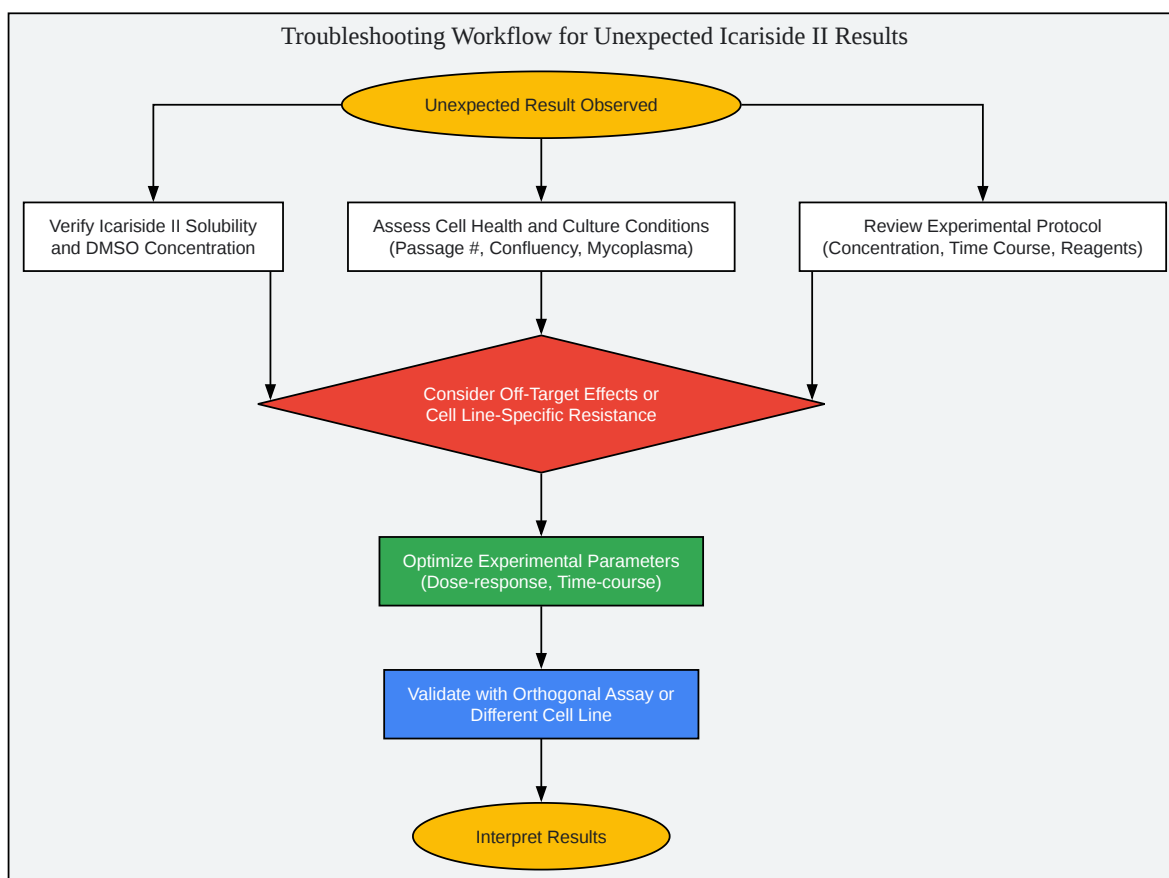 Troubleshooting Workflow for Unexpected Icariside II Results
Unexpected Result Observed
Verify Icariside II Solubility
and DMSO Concentration
Assess Cell Health and Culture Conditions
(Passage #, Confluency, Mycoplasma)
Review Experimental Protocol
(Concentration, Time Course, Reagents)
Consider Off-Target Effects or
Cell Line-Specific Resistance
Optimize Experimental Parameters
(Dose-response, Time-course)
Validate with Orthogonal Assay or
Different Cell Line
Interpret Results